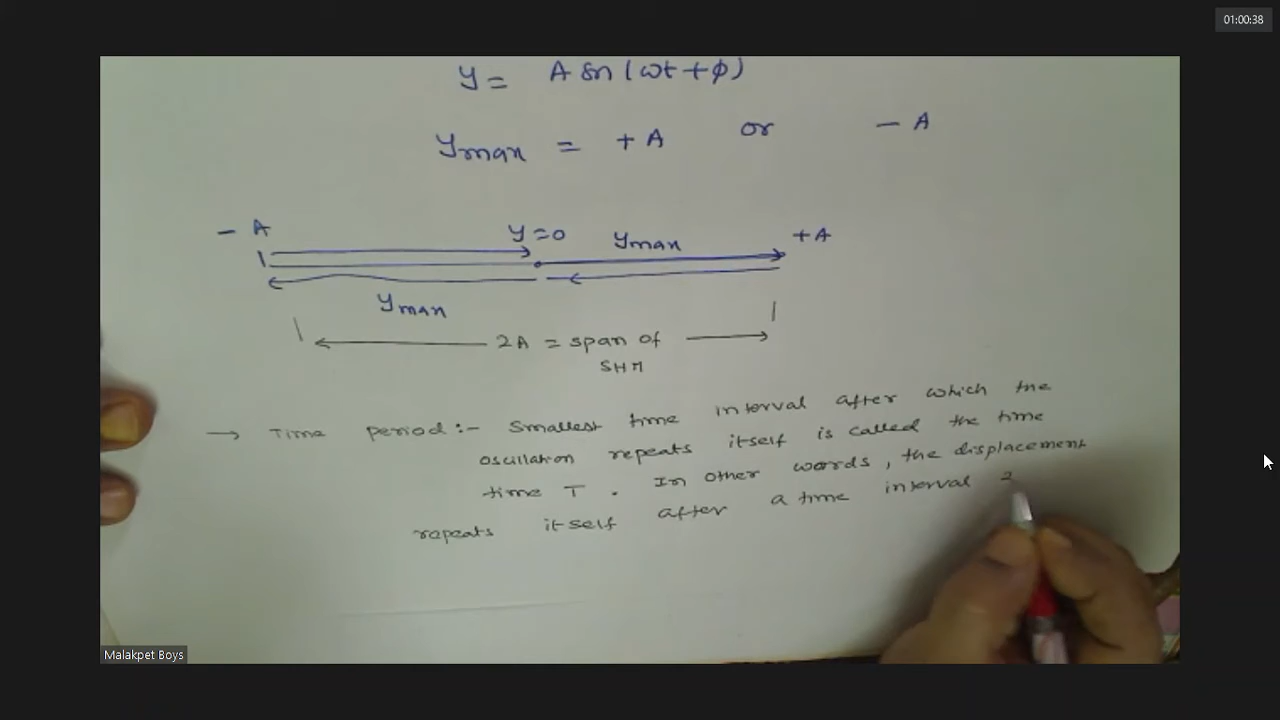 01:00:38
y = A sn (ωt + φ)
ymax = +A or - A
- A y = 0 ymax +A
ymax
2A = span of
SHM
→ Time period :- Smallest time interval after which the
oscillation repeats itself is called the time
time T . In other words , the displacement
repeats itself after a time interval
Malakpet Boys